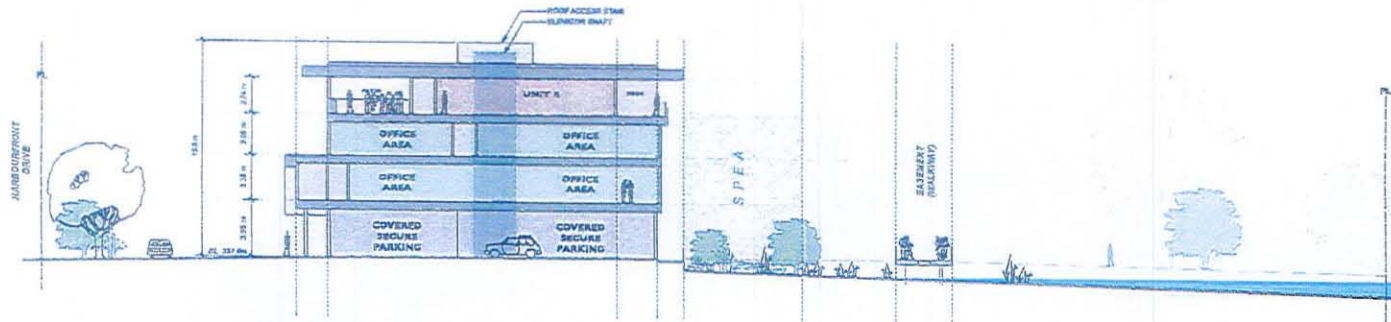 ROOF ACCESS STAIR
ELEVATOR SHAFT
HARBOURFRONT
DRIVE
UNIT 5
OFFICE
AREA
OFFICE
AREA
OFFICE
AREA
OFFICE
AREA
COVERED
SECURE
PARKING
COVERED
SECURE
PARKING
SPEA
EASEMENT
(WALKWAY)